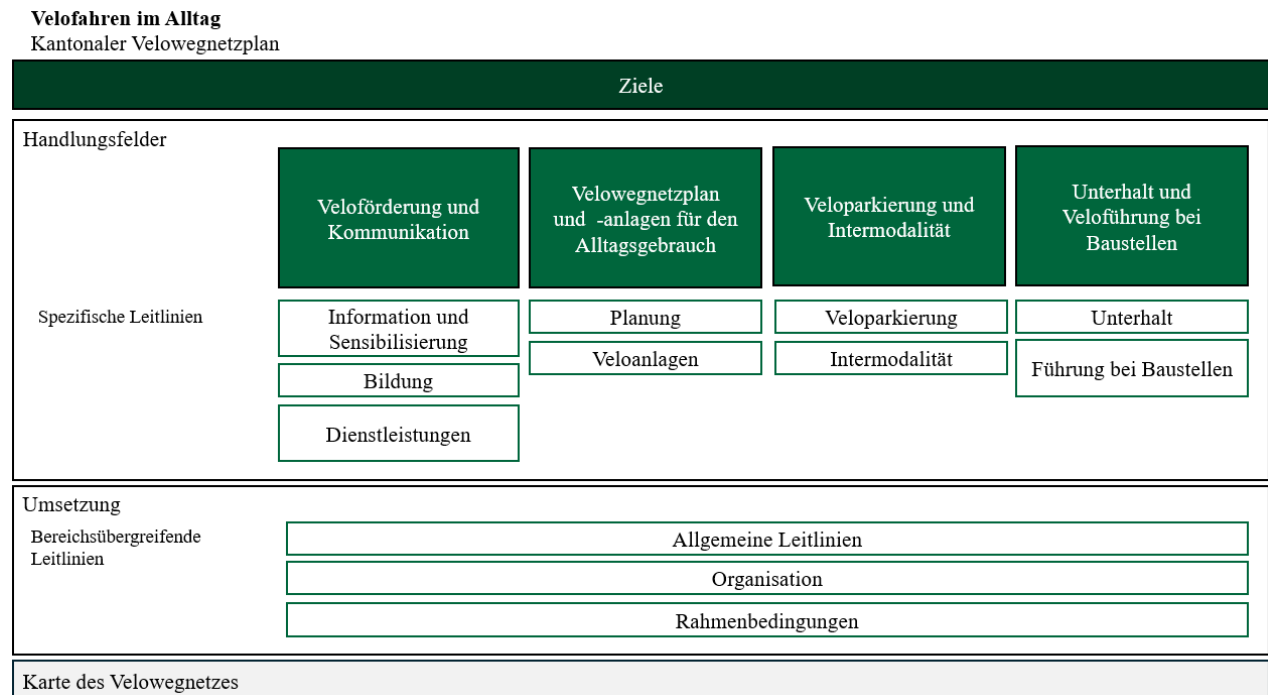 Velofahren im Alltag
Kantonaler Velowegnetzplan
Ziele
Handlungsfelder
Veloförderung und
Kommunikation
Velowegnetzplan
und -anlagen für den
Alltagsgebrauch
Veloparkierung und
Intermodalität
Unterhalt und
Veloführung bei
Baustellen
Spezifische Leitlinien
Information und
Sensibilisierung
Bildung
Dienstleistungen
Planung
Veloanlagen
Veloparkierung
Intermodalität
Unterhalt
Führung bei Baustellen
Umsetzung
Bereichsübergreifende
Leitlinien
Allgemeine Leitlinien
Organisation
Rahmenbedingungen
Karte des Velowegnetzes